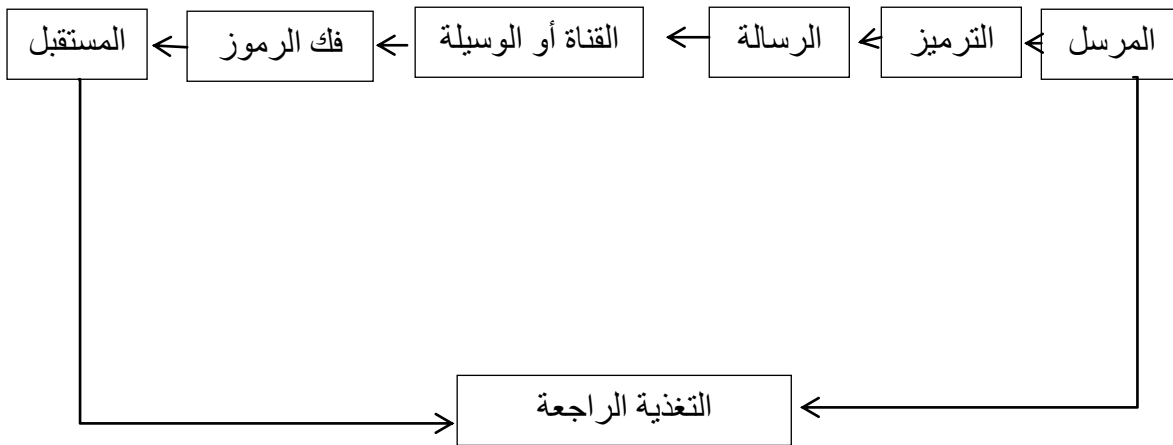 المرسل
الترميز
الرسالة
القناة أو الوسيلة
فك الرموز
المستقبل
التغذية الراجعة